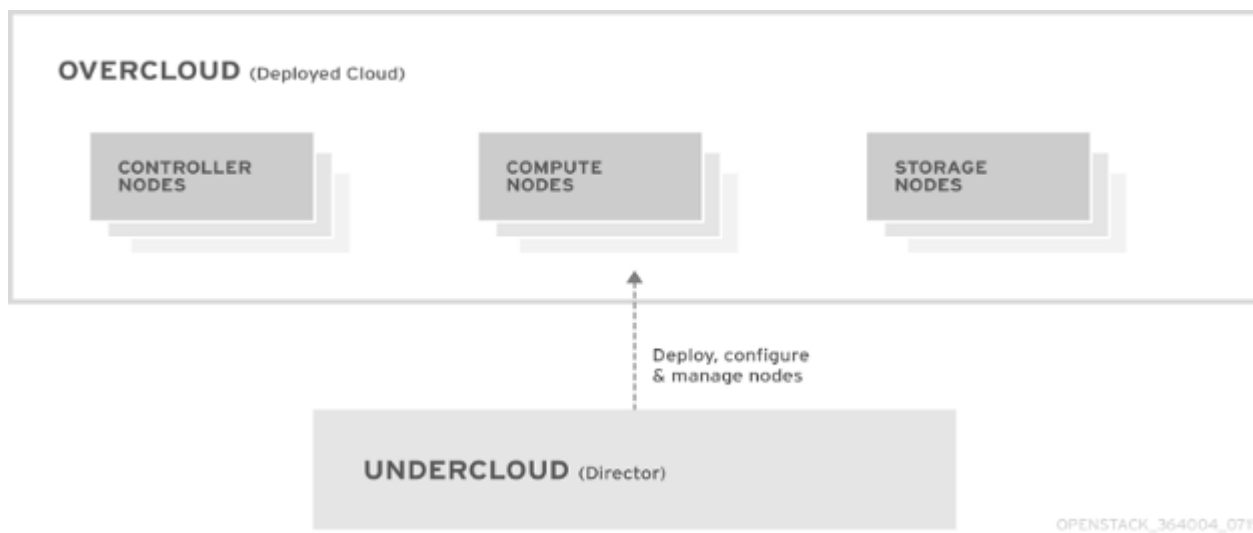 OVERCLOUD (Deployed Cloud)
CONTROLLER
NODES
COMPUTE
NODES
STORAGE
NODES
Deploy, configure
& manage nodes
UNDERCLOUD (Director)